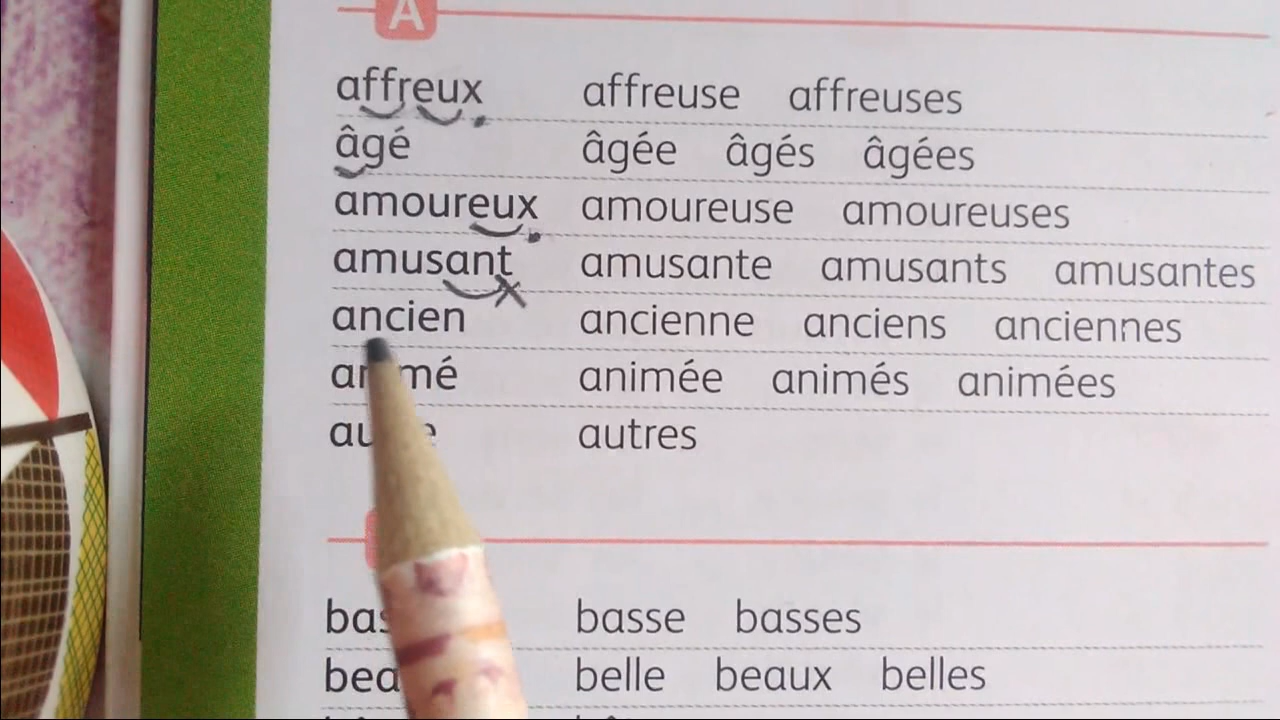 A
affreux affreuse affreuses
âgé âgée âgés âgées
amoureux amoureuse amoureuses
amusant amusante amusants amusantes
ancien ancienne anciens anciennes
animée animés animées
autres
basse basses
belle beaux belles